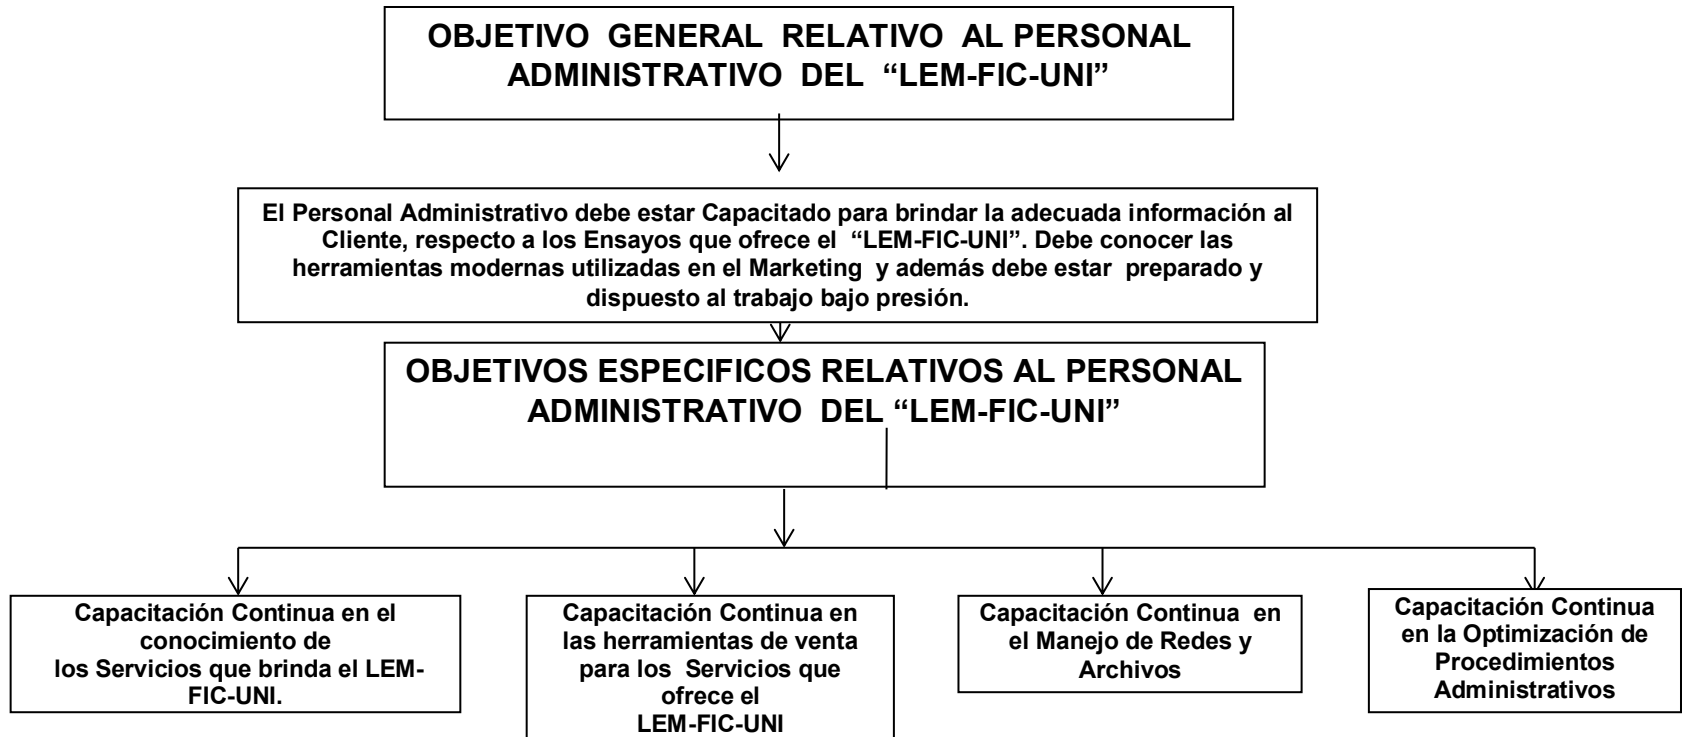 OBJETIVO GENERAL RELATIVO AL PERSONAL
ADMINISTRATIVO DEL “LEM-FIC-UNI”
El Personal Administrativo debe estar Capacitado para brindar la adecuada información al
Cliente, respecto a los Ensayos que ofrece el “LEM-FIC-UNI”. Debe conocer las
herramientas modernas utilizadas en el Marketing y además debe estar preparado y
dispuesto al trabajo bajo presión.
OBJETIVOS ESPECIFICOS RELATIVOS AL PERSONAL
ADMINISTRATIVO DEL “LEM-FIC-UNI”
Capacitación Continua en el
conocimiento de
los Servicios que brinda el LEM-
FIC-UNI.
Capacitación Continua en
las herramientas de venta
para los Servicios que
ofrece el
LEM-FIC-UNI
Capacitación Continua en
el Manejo de Redes y
Archivos
Capacitación Continua
en la Optimización de
Procedimientos
Administrativos